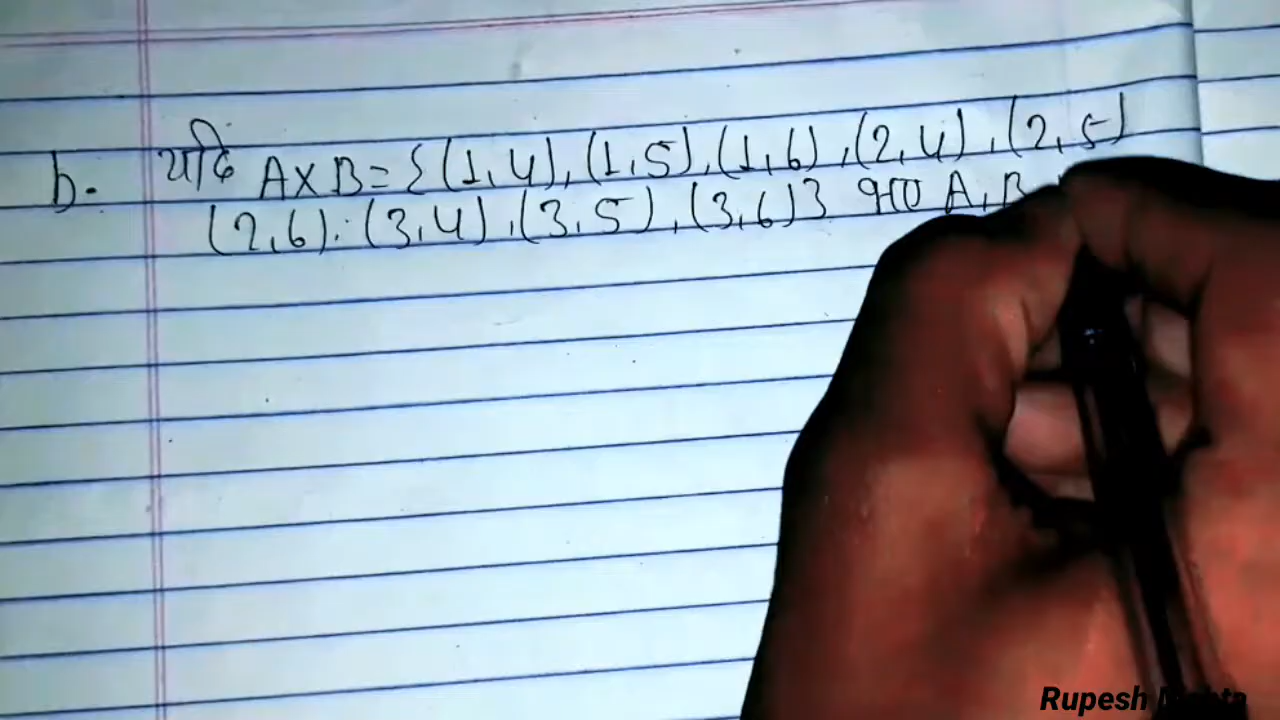 b. यदि A×B= {(1,4),(1,5),(1,6),(2,4),(2,5)
(2,6).(3,4),(3,5),(3,6)} भए A,B
Rupesh